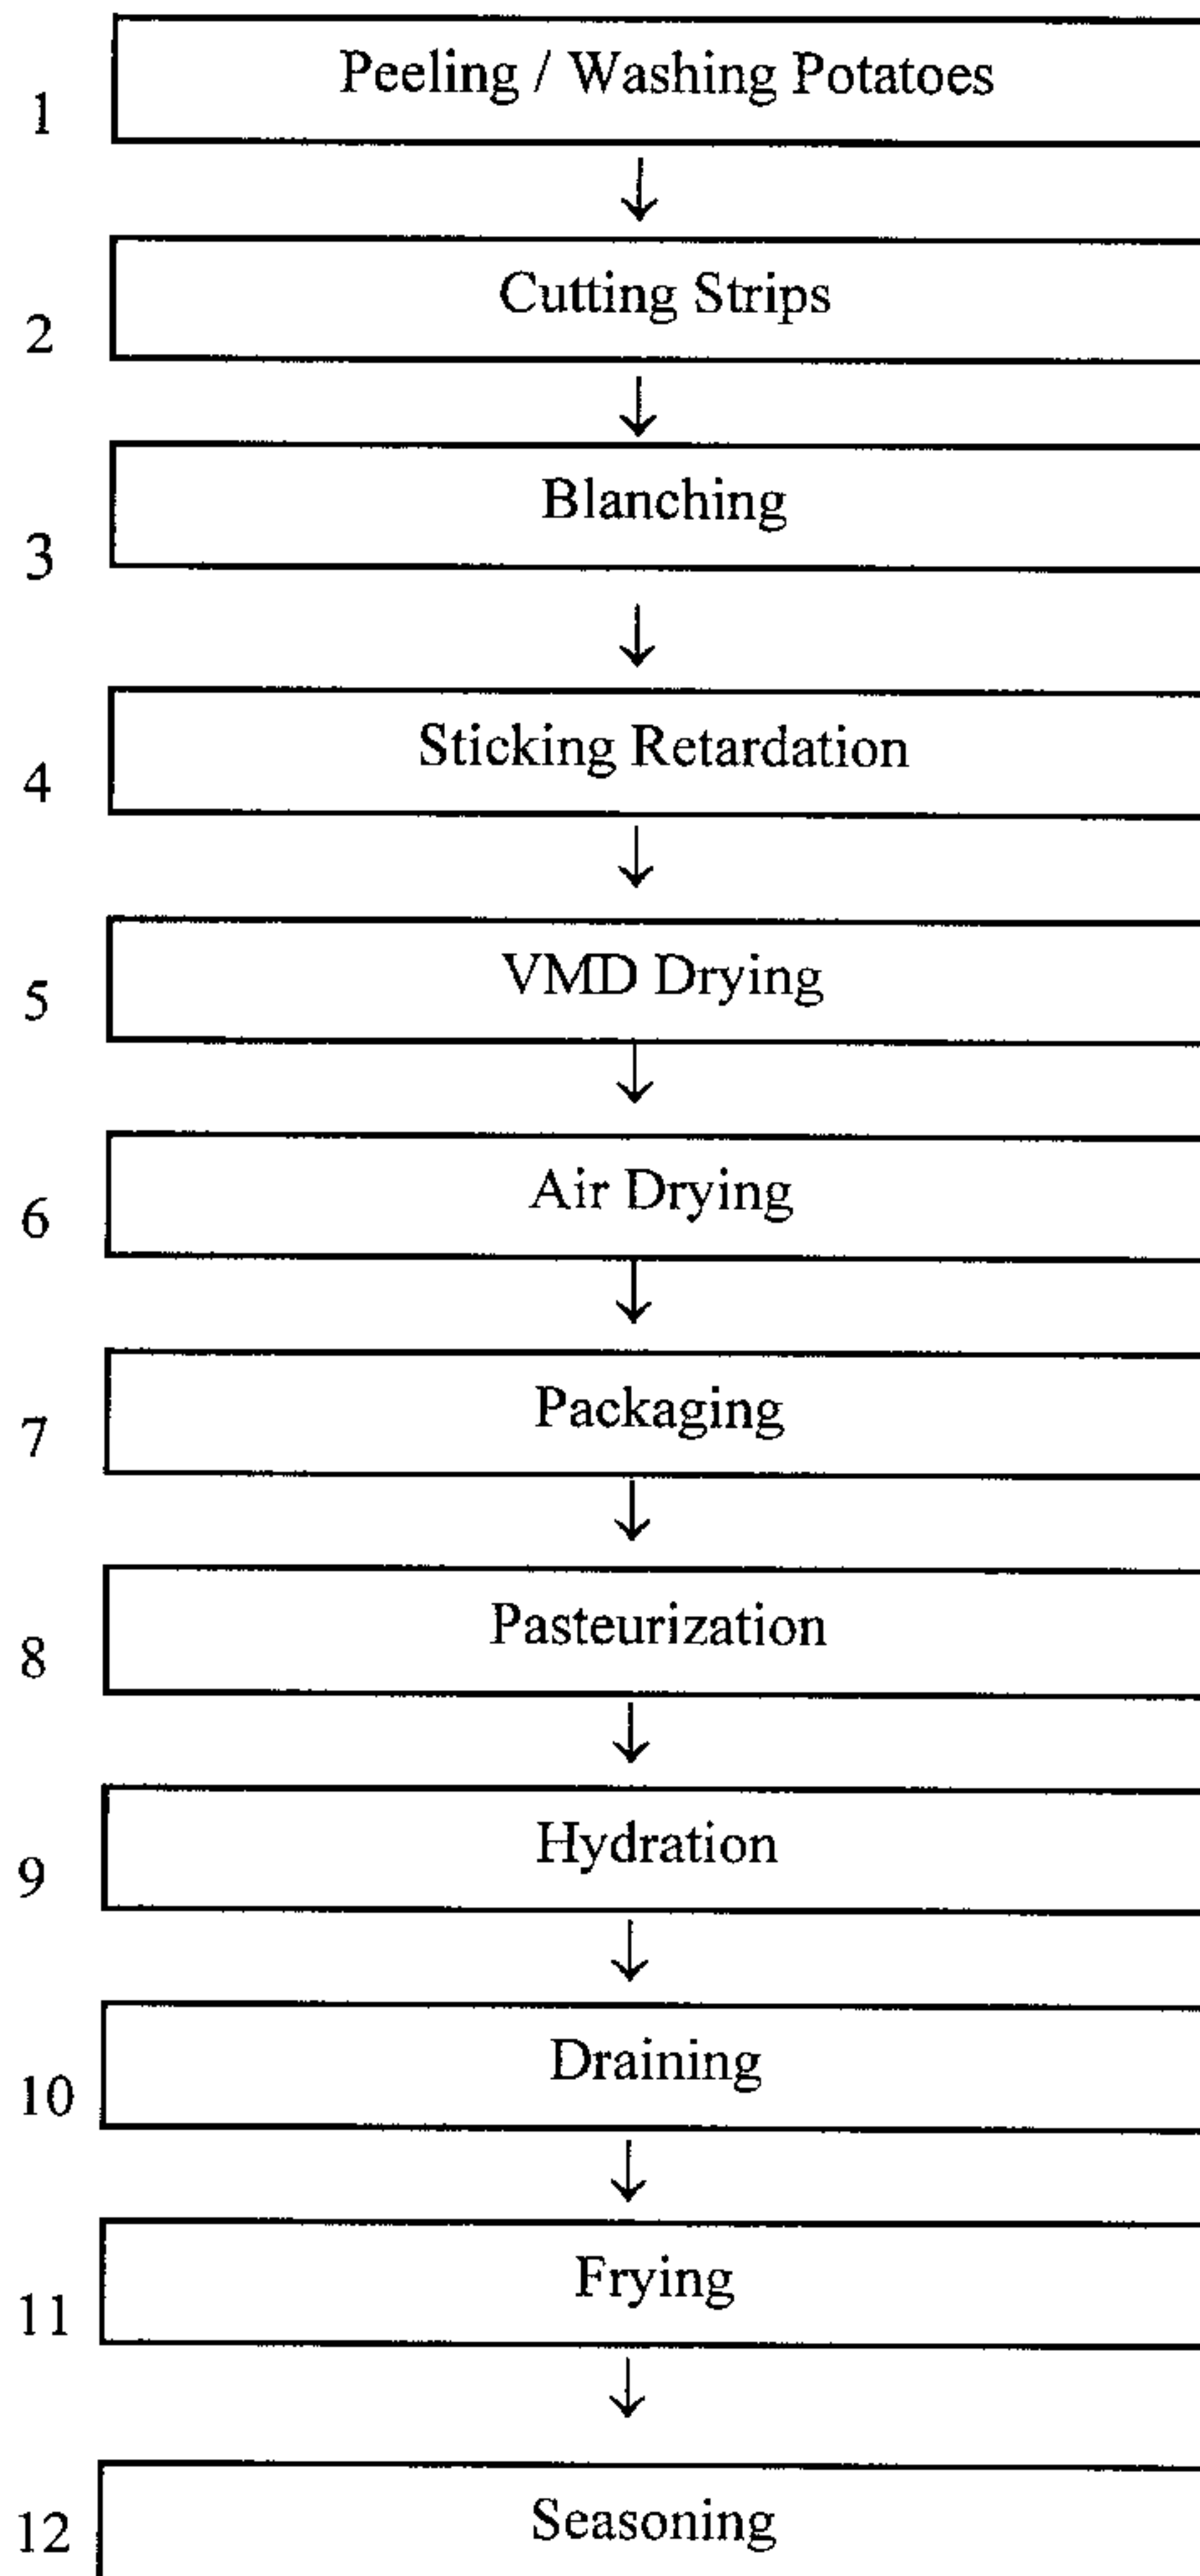 Peeling / Washing Potatoes
1
Cutting Strips
2
Blanching
3
Sticking Retardation
4
VMD Drying
5
Air Drying
6
Packaging
7
Pasteurization
8
Hydration
9
Draining
10
Frying
11
Seasoning
12